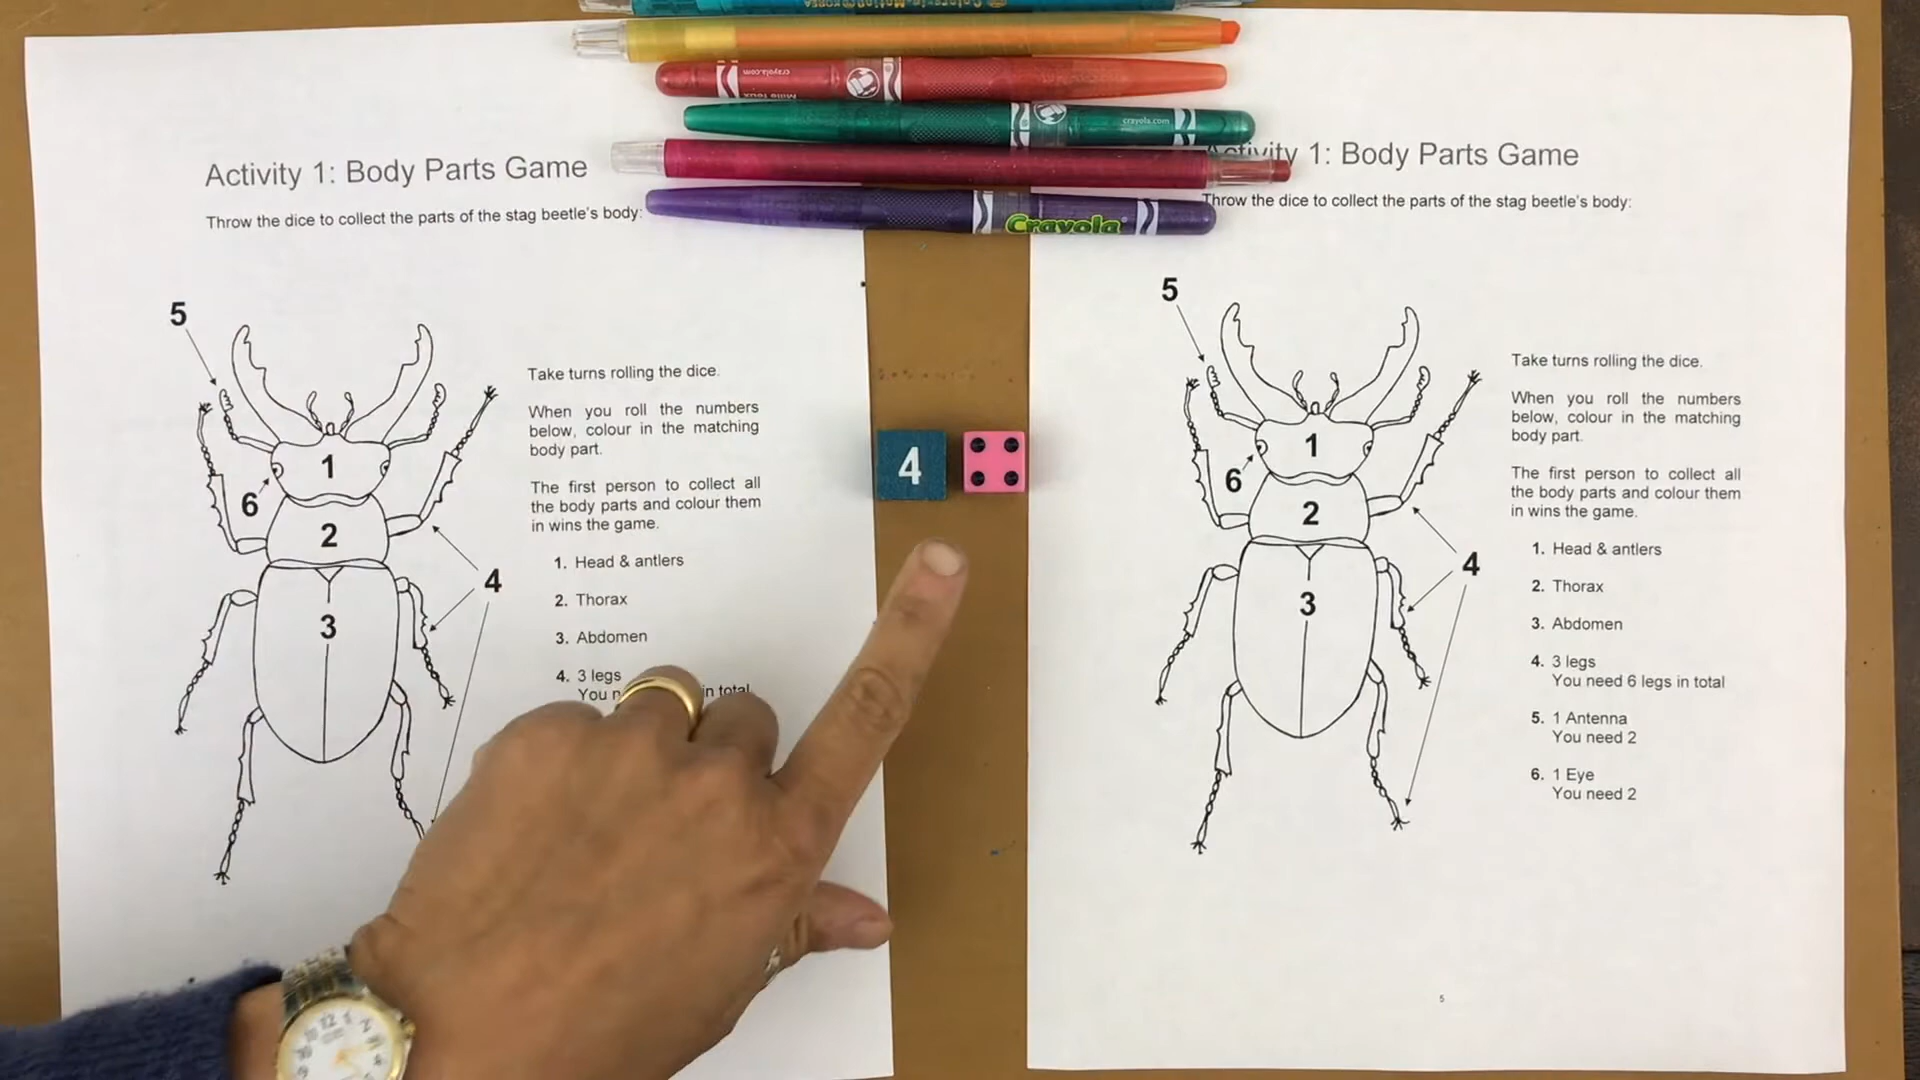 crayola.com
crayola.com
Crayola
Activity 1: Body Parts Game
Throw the dice to collect the parts of the stag beetle's body:
5
1
6
2
4
3
Take turns rolling the dice.
When you roll the numbers
below, colour in the matching
body part.
The first person to collect all
the body parts and colour them
in wins the game.
1. Head & antlers
2. Thorax
3. Abdomen
4. 3 legs
You in total
4
Activity 1: Body Parts Game
Throw the dice to collect the parts of the stag beetle's body:
5
1
6
2
4
3
Take turns rolling the dice.
When you roll the numbers
below, colour in the matching
body part.
The first person to collect all
the body parts and colour them
in wins the game.
1. Head & antlers
2. Thorax
3. Abdomen
4. 3 legs
You need 6 legs in total
5. 1 Antenna
You need 2
6. 1 Eye
You need 2
5
12